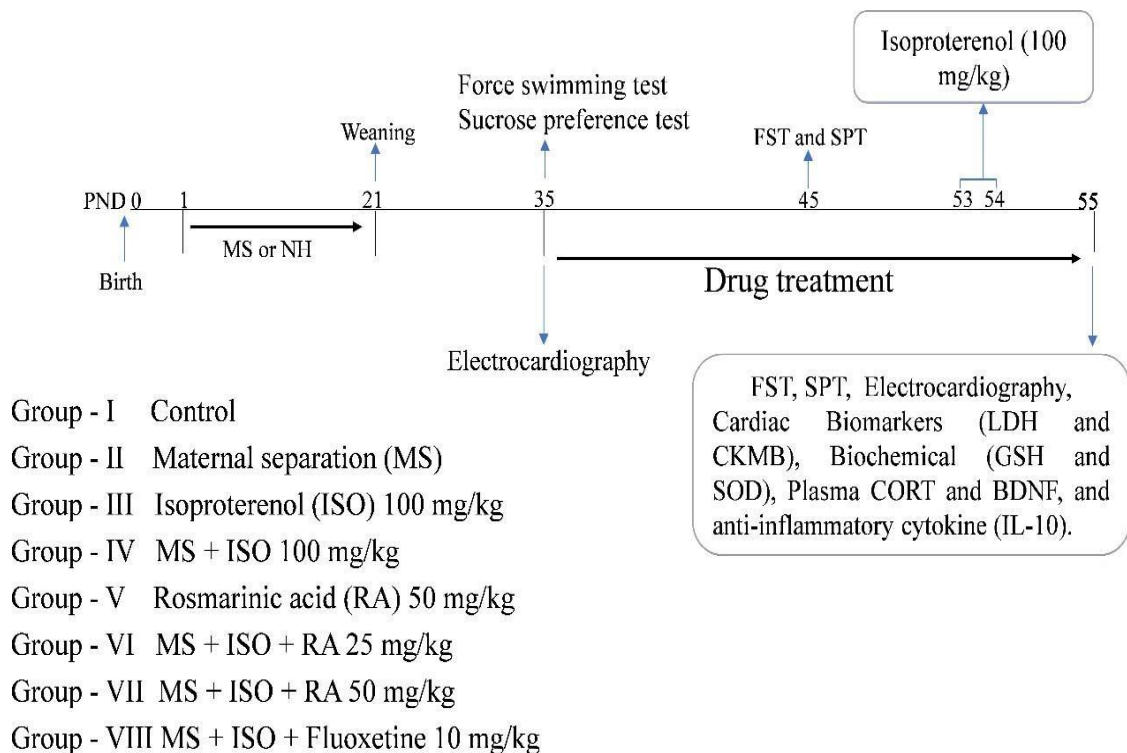 Isoproterenol (100
mg/kg)
Force swimming test
Sucrose preference test
Weaning
FST and SPT
PND 0 1 21 35 45 53 54 55
MS or NH
Birth
Drug treatment
Electrocardiography
FST, SPT, Electrocardiography,
Cardiac Biomarkers (LDH and
CKMB), Biochemical (GSH and
SOD), Plasma CORT and BDNF, and
anti-inflammatory cytokine (IL-10).
Group - I Control
Group - II Maternal separation (MS)
Group - III Isoproterenol (ISO) 100 mg/kg
Group - IV MS + ISO 100 mg/kg
Group - V Rosmarinic acid (RA) 50 mg/kg
Group - VI MS + ISO + RA 25 mg/kg
Group - VII MS + ISO + RA 50 mg/kg
Group - VIII MS + ISO + Fluoxetine 10 mg/kg